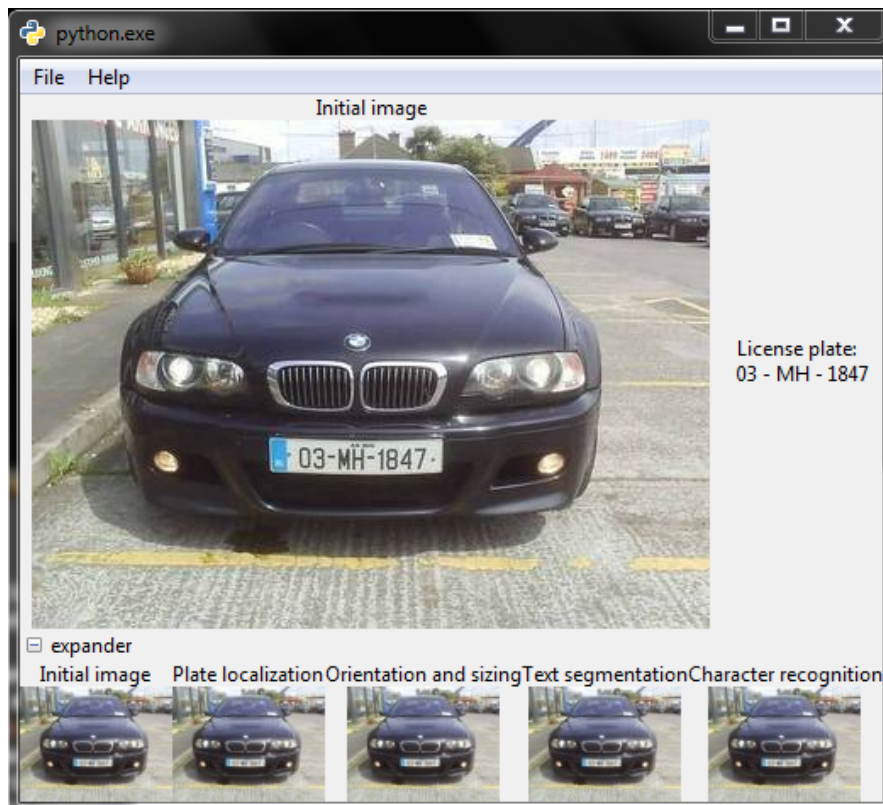 python.exe
File Help
Initial image
03-MH-1847
License plate:
03 - MH - 1847
expander
Initial image Plate localization Orientation and sizing Text segmentation Character recognition